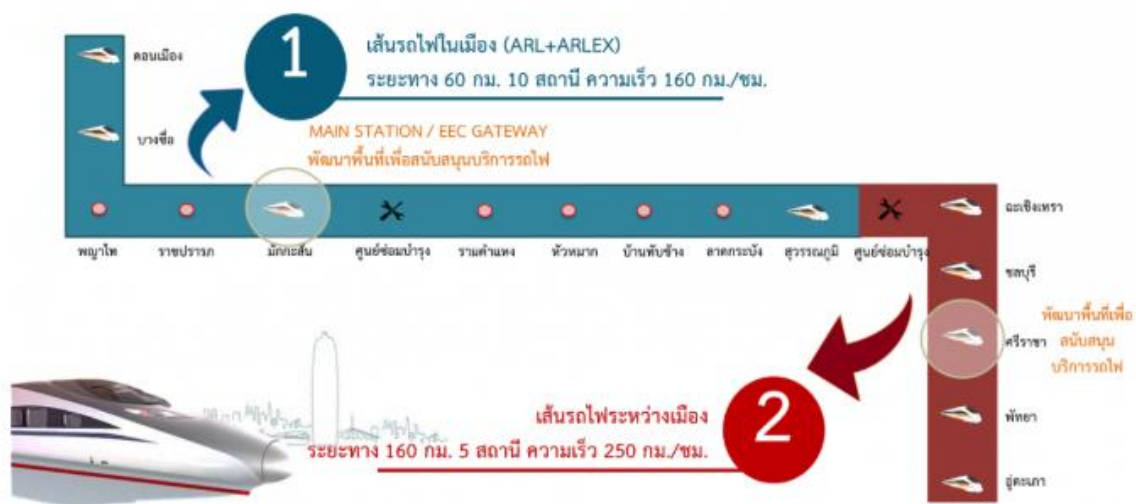 1
เส้นรถไฟในเมือง (ARL+ARLEX)
ระยะทาง 60 กม. 10 สถานี ความเร็ว 160 กม./ชม.
ดอนเมือง
บางซื่อ
MAIN STATION / EEC GATEWAY
พัฒนาพื้นที่เพื่อสนับสนุนบริการรถไฟ
พญาไท
ราชปรารภ
มักกะสัน
ศูนย์ซ่อมบำรุง
รามคำแหง
หัวหมาก
บ้านทับช้าง
ลาดกระบัง
สุวรรณภูมิ
ศูนย์ซ่อมบำรุง
ฉะเชิงเทรา
ชลบุรี
ศรีราชา
พัฒนาพื้นที่เพื่อ
สนับสนุน
บริการรถไฟ
พัทยา
อู่ตะเภา
2
เส้นรถไฟระหว่างเมือง
ระยะทาง 160 กม. 5 สถานี ความเร็ว 250 กม./ชม.